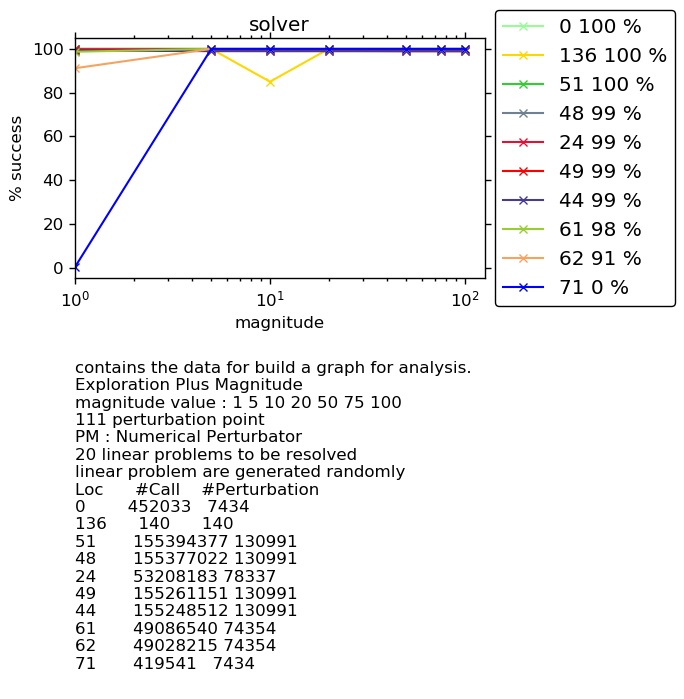 solver
100
80
60
40
20
0
% success
10^0
10^1
10^2
magnitude
0 100 %
136 100 %
51 100 %
48 99 %
24 99 %
49 99 %
44 99 %
61 98 %
62 91 %
71 0 %
contains the data for build a graph for analysis.
Exploration Plus Magnitude
magnitude value : 1 5 10 20 50 75 100
111 perturbation point
PM : Numerical Perturbator
20 linear problems to be resolved
linear problem are generated randomly
Loc #Call #Perturbation
0 452033 7434
136 140 140
51 155394377 130991
48 155377022 130991
24 53208183 78337
49 155261151 130991
44 155248512 130991
61 49086540 74354
62 49028215 74354
71 419541 7434